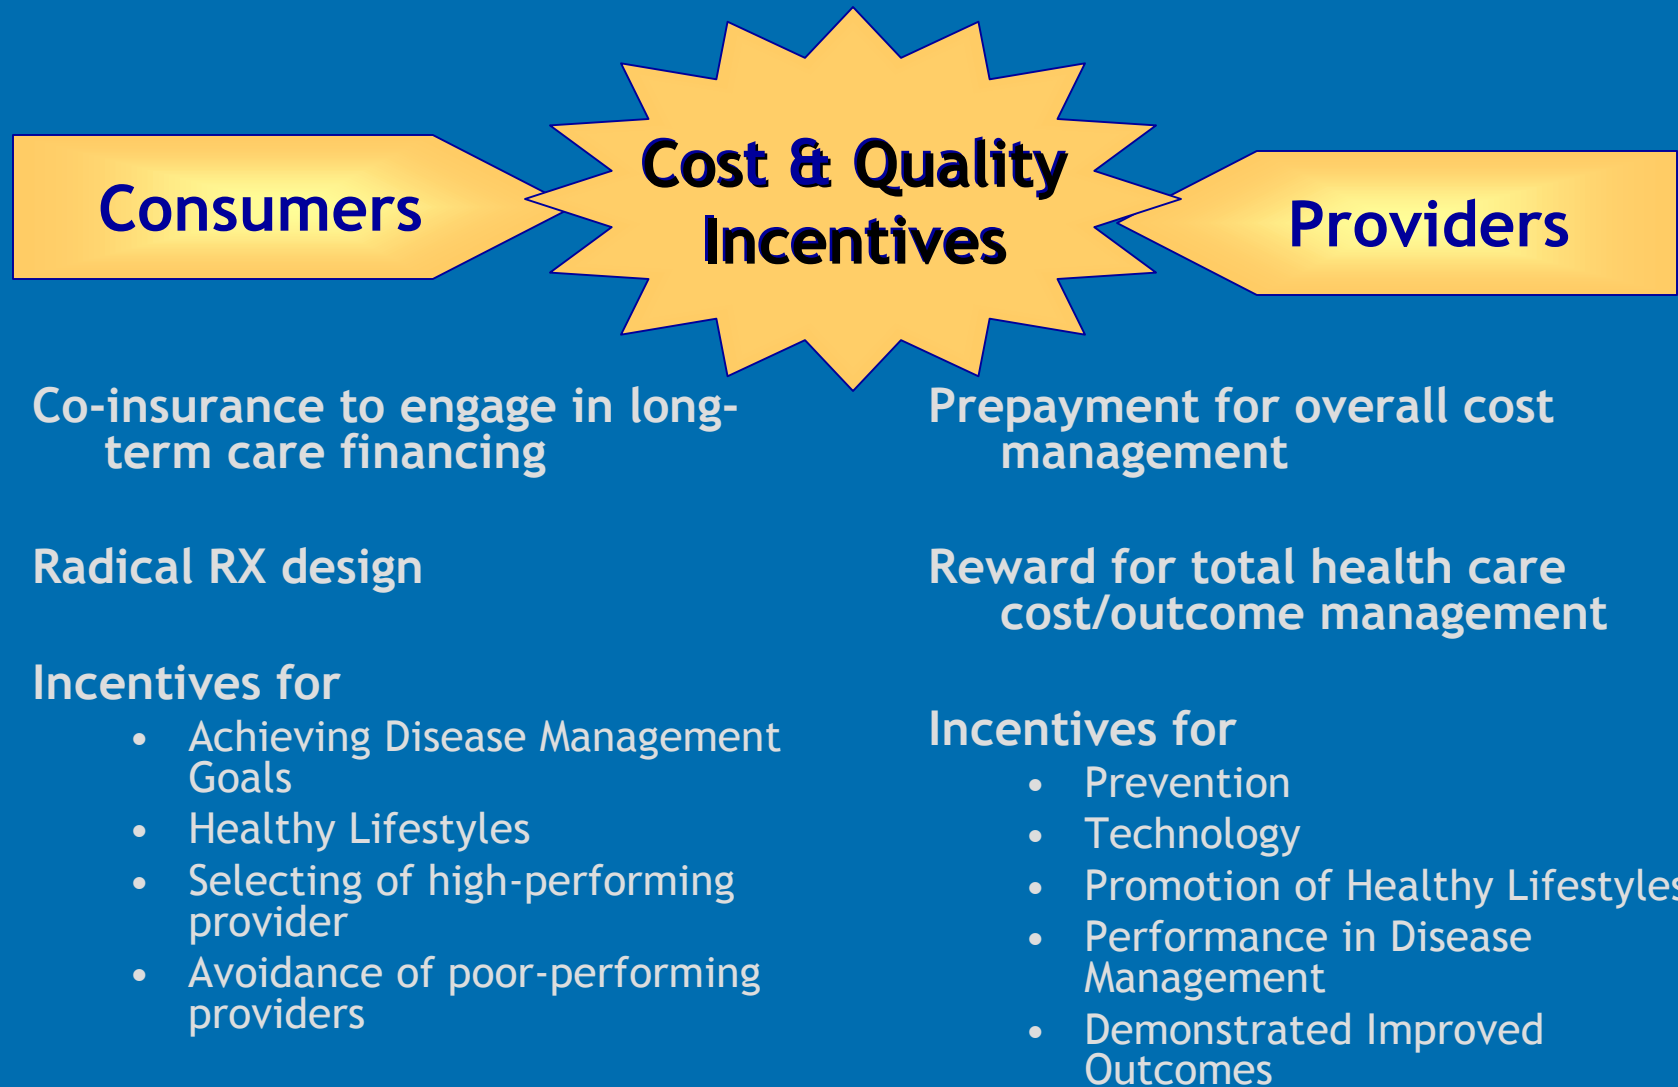 Consumers
Cost & Quality
Incentives
Providers
Co-insurance to engage in long-
term care financing
Radical RX design
Incentives for
• Achieving Disease Management
Goals
• Healthy Lifestyles
• Selecting of high-performing
provider
• Avoidance of poor-performing
providers
Prepayment for overall cost
management
Reward for total health care
cost/outcome management
Incentives for
• Prevention
• Technology
• Promotion of Healthy Lifestyles
• Performance in Disease
Management
• Demonstrated Improved
Outcomes